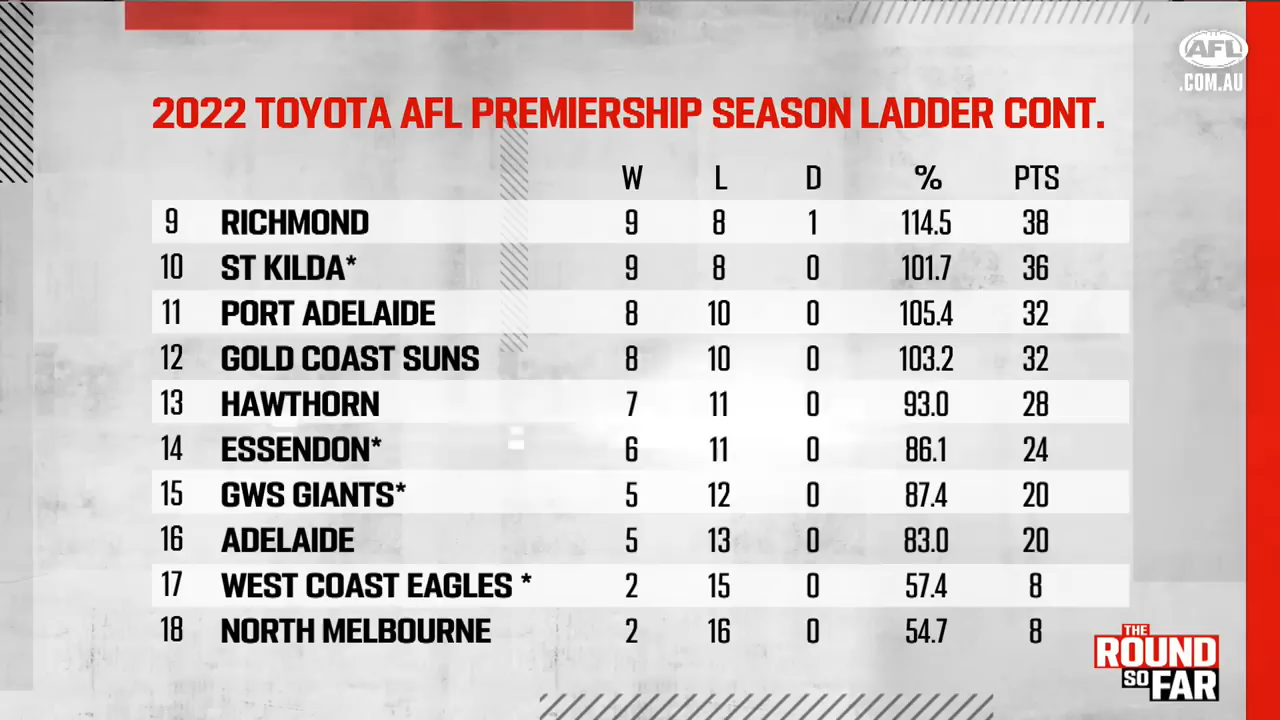 AFL
.COM.AU
2022 TOYOTA AFL PREMIERSHIP SEASON LADDER CONT.
W L D % PTS
9 RICHMOND 9 8 1 114.5 38
10 ST KILDA* 9 8 0 101.7 36
11 PORT ADELAIDE 8 10 0 105.4 32
12 GOLD COAST SUNS 8 10 0 103.2 32
13 HAWTHORN 7 11 0 93.0 28
14 ESSENDON* 6 11 0 86.1 24
15 GWS GIANTS* 5 12 0 87.4 20
16 ADELAIDE 5 13 0 83.0 20
17 WEST COAST EAGLES * 2 15 0 57.4 8
18 NORTH MELBOURNE 2 16 0 54.7 8
THE
ROUND
SO FAR